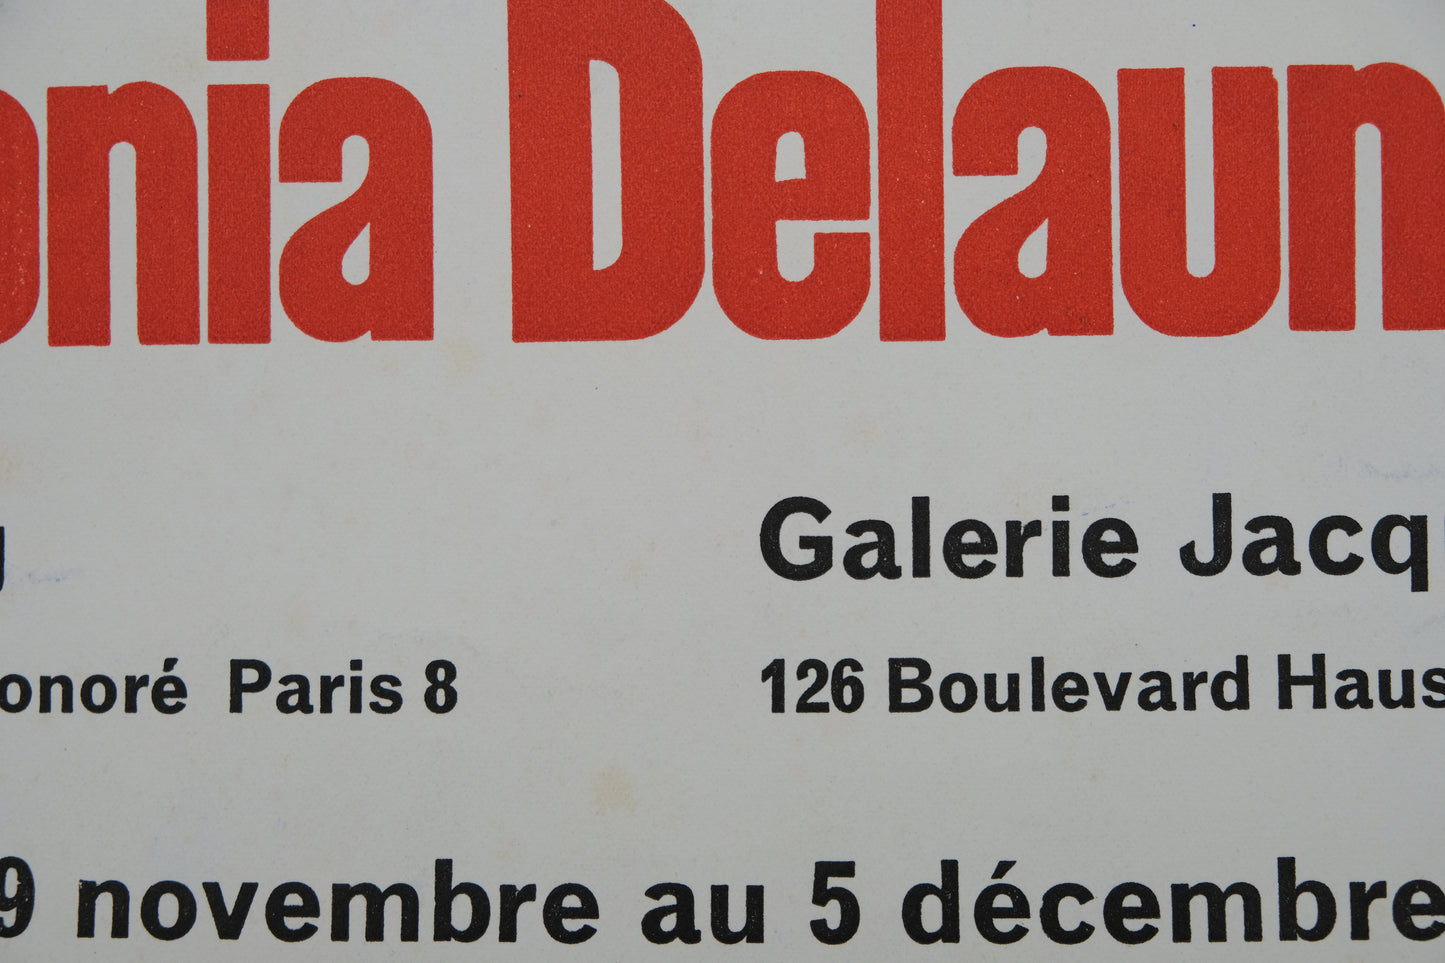 onia Delaun
g
Galerie Jacq
onoré Paris 8
126 Boulevard Haus
9 novembre au 5 décembre